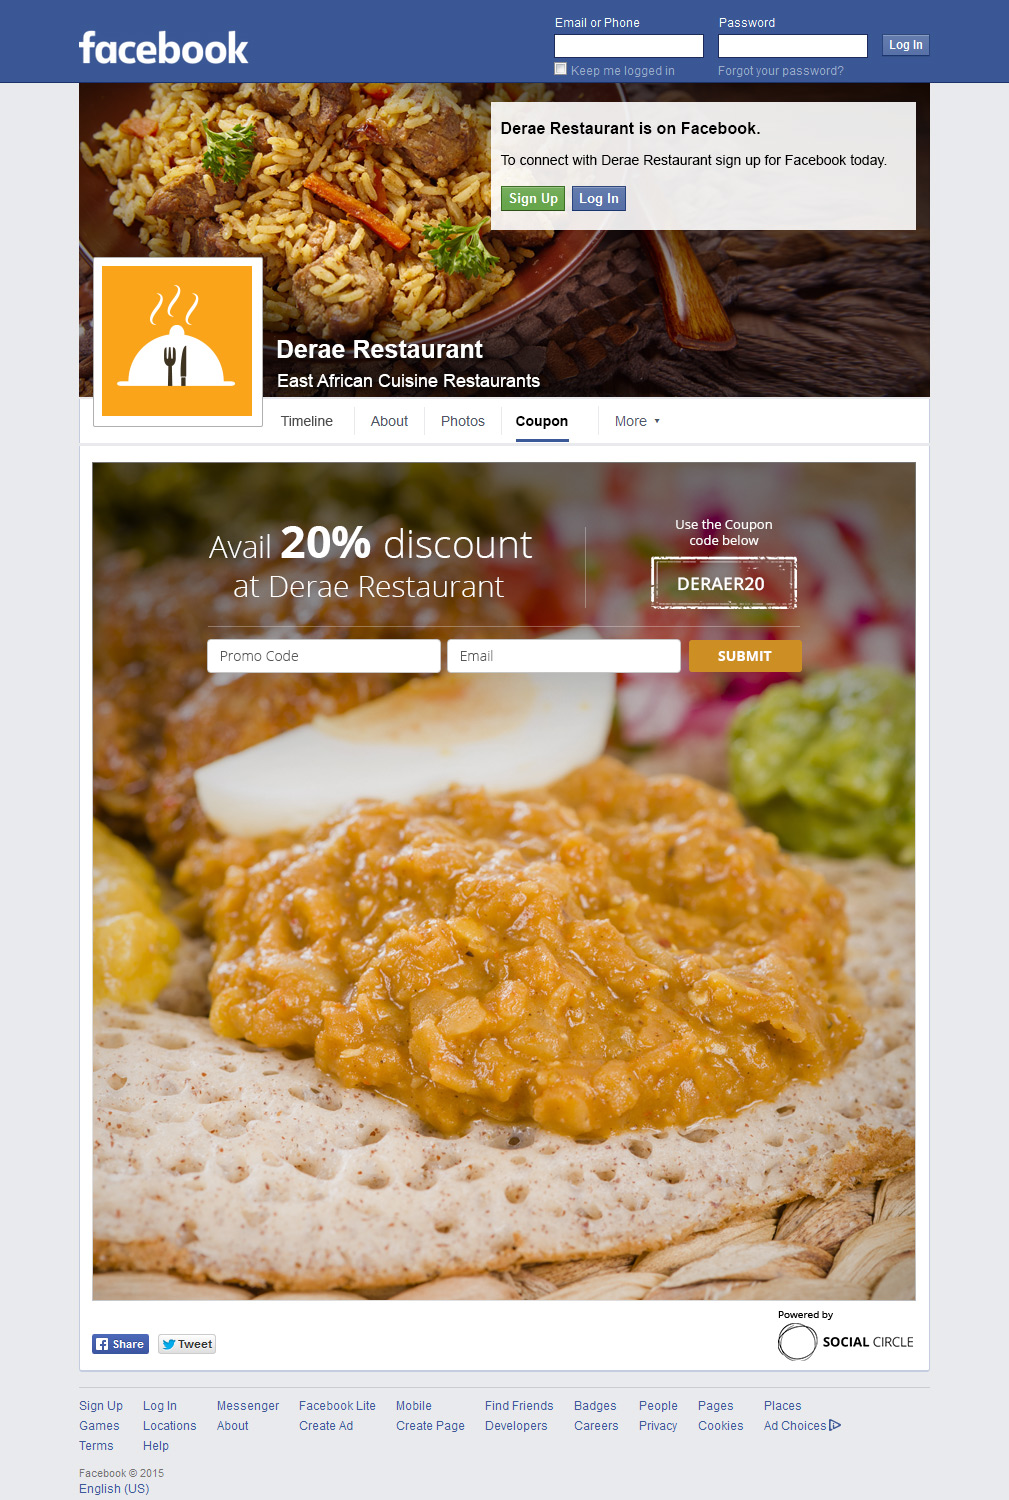 facebook
Email or Phone
Password
Log In
Keep me logged in
Forgot your password?
Derae Restaurant is on Facebook.
To connect with Derae Restaurant sign up for Facebook today.
Sign Up
Log In
Derae Restaurant
East African Cuisine Restaurants
Timeline
About
Photos
Coupon
More
Avail 20% discount
at Derae Restaurant
Use the Coupon
code below
DERAER20
Promo Code
Email
SUBMIT
Share
Tweet
Powered by
SOCIAL CIRCLE
Sign Up Log In Messenger Facebook Lite Mobile Find Friends Badges People Pages Places
Games Locations About Create Ad Create Page Developers Careers Privacy Cookies Ad Choices
Terms Help
Facebook © 2015
English (US)